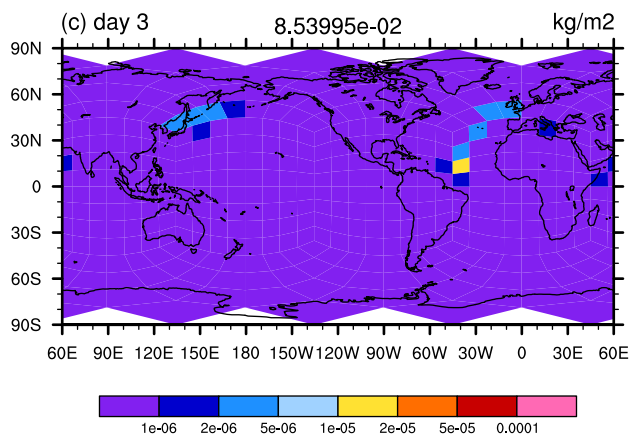 (c) day 3 8.53995e-02 kg/m2
90N
60N
30N
0
30S
60S
90S
60E 90E 120E 150E 180 150W 120W 90W 60W 30W 0 30E 60E
1e-06 2e-06 5e-06 1e-05 2e-05 5e-05 0.0001